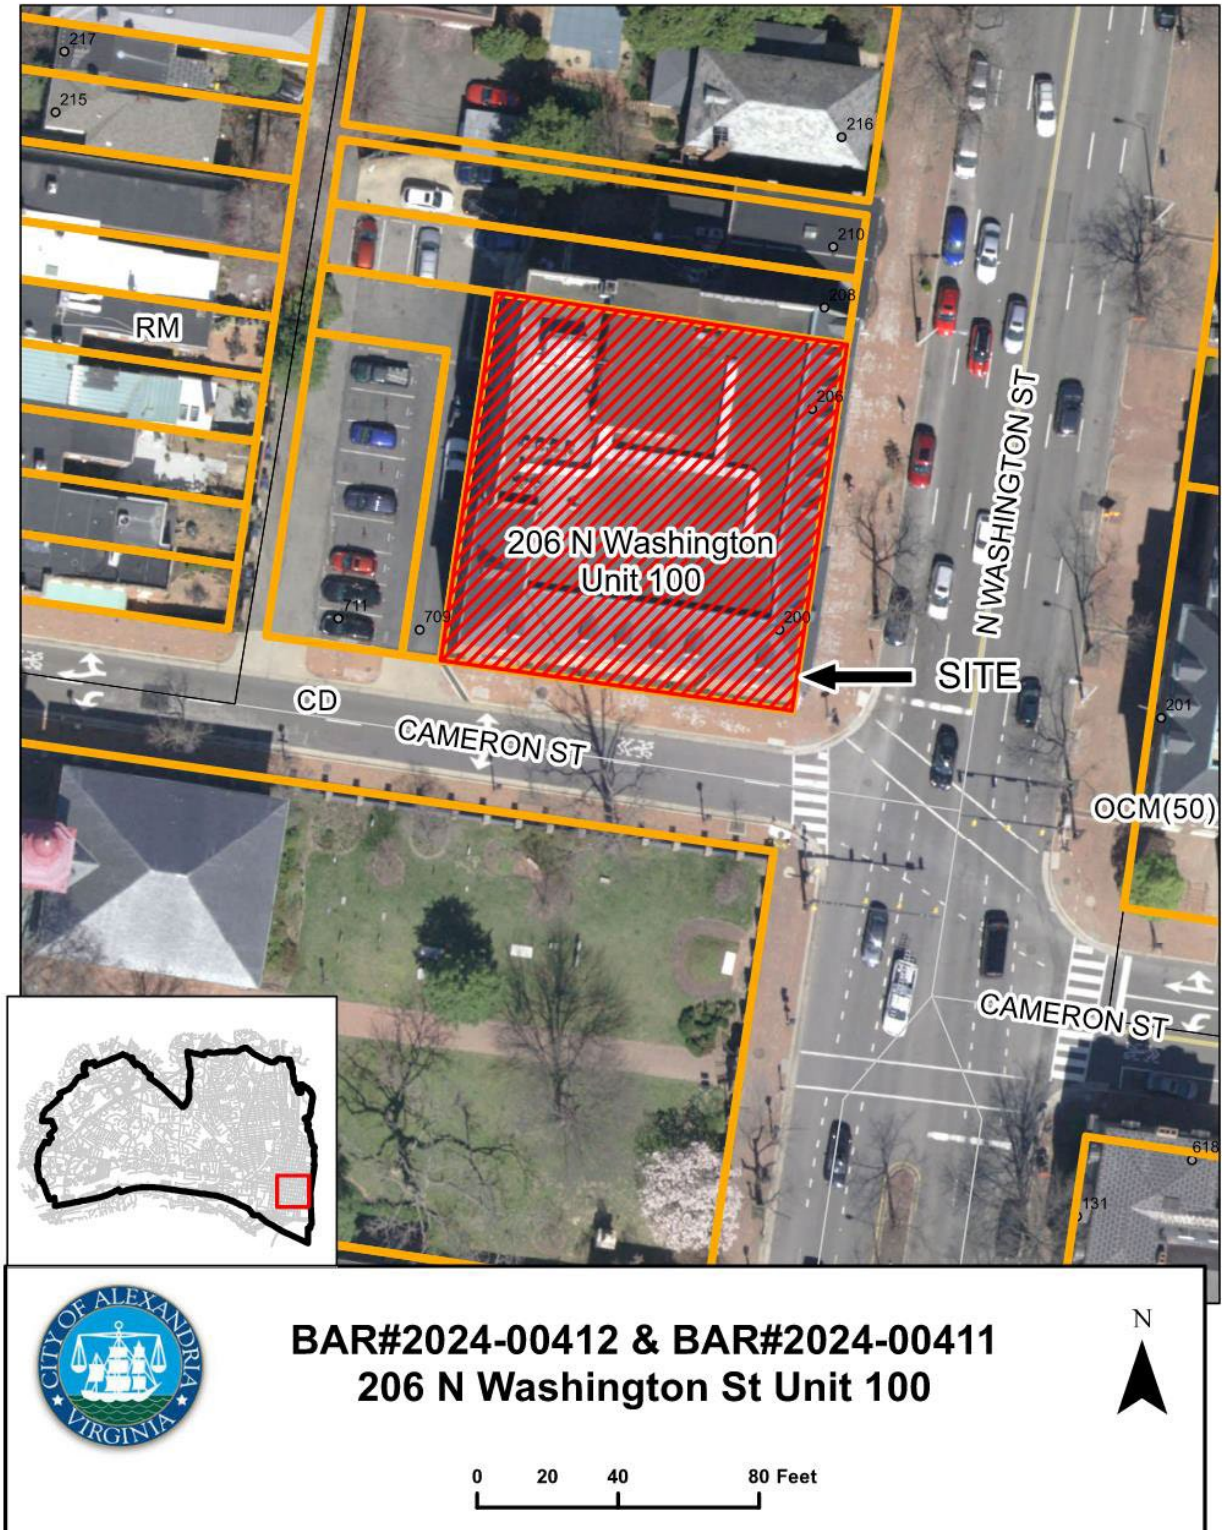 217
215
216
210
208
RM
206
N WASHINGTON ST
206 N Washington
Unit 100
711
709
200
SITE
201
CD
CAMERON ST
OCM(50)
CAMERON ST
618
131
CITY OF ALEXANDRIA
VIRGINIA
BAR#2024-00412 & BAR#2024-00411
206 N Washington St Unit 100
N
0 20 40 80 Feet